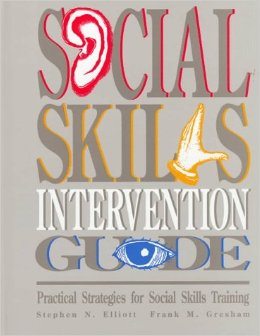 SOCIAL
SKILLS
INTERVENTION
GUIDE
Practical Strategies for Social Skills Training
Stephen N. Elliott Frank M. Gresham